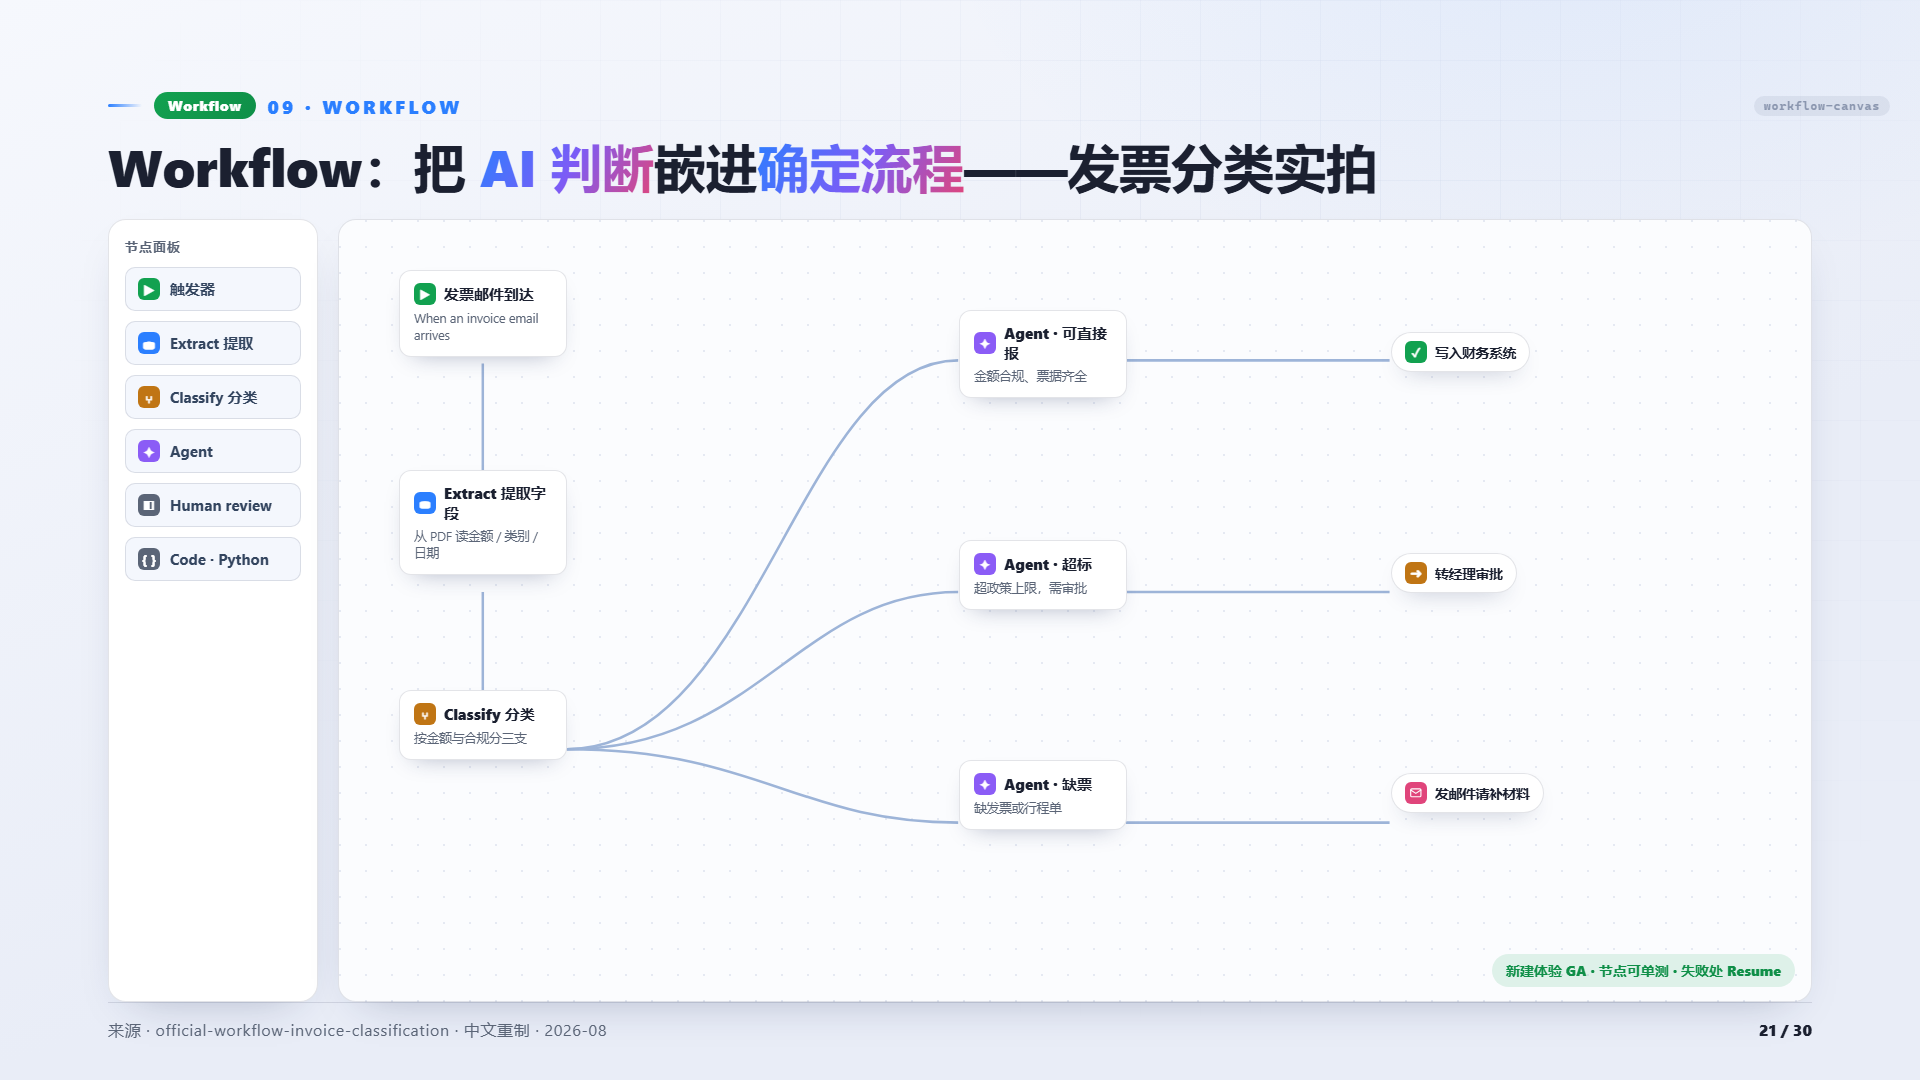 Workflow 09 · WORKFLOW
workflow-canvas
Workflow：把 AI 判断嵌进确定流程——发票分类实拍
节点面板
触发器
Extract 提取
Classify 分类
Agent
Human review
Code · Python
发票邮件到达
When an invoice email
arrives
Extract 提取字
段
从 PDF 读金额 / 类别 /
日期
Classify 分类
按金额与合规分三支
Agent · 可直接
报
金额合规、票据齐全
Agent · 超标
超政策上限，需审批
Agent · 缺票
缺发票或行程单
写入财务系统
转经理审批
发邮件请补材料
新建体验 GA · 节点可单测 · 失败处 Resume
来源 · official-workflow-invoice-classification · 中文重制 · 2026-08
21 / 30